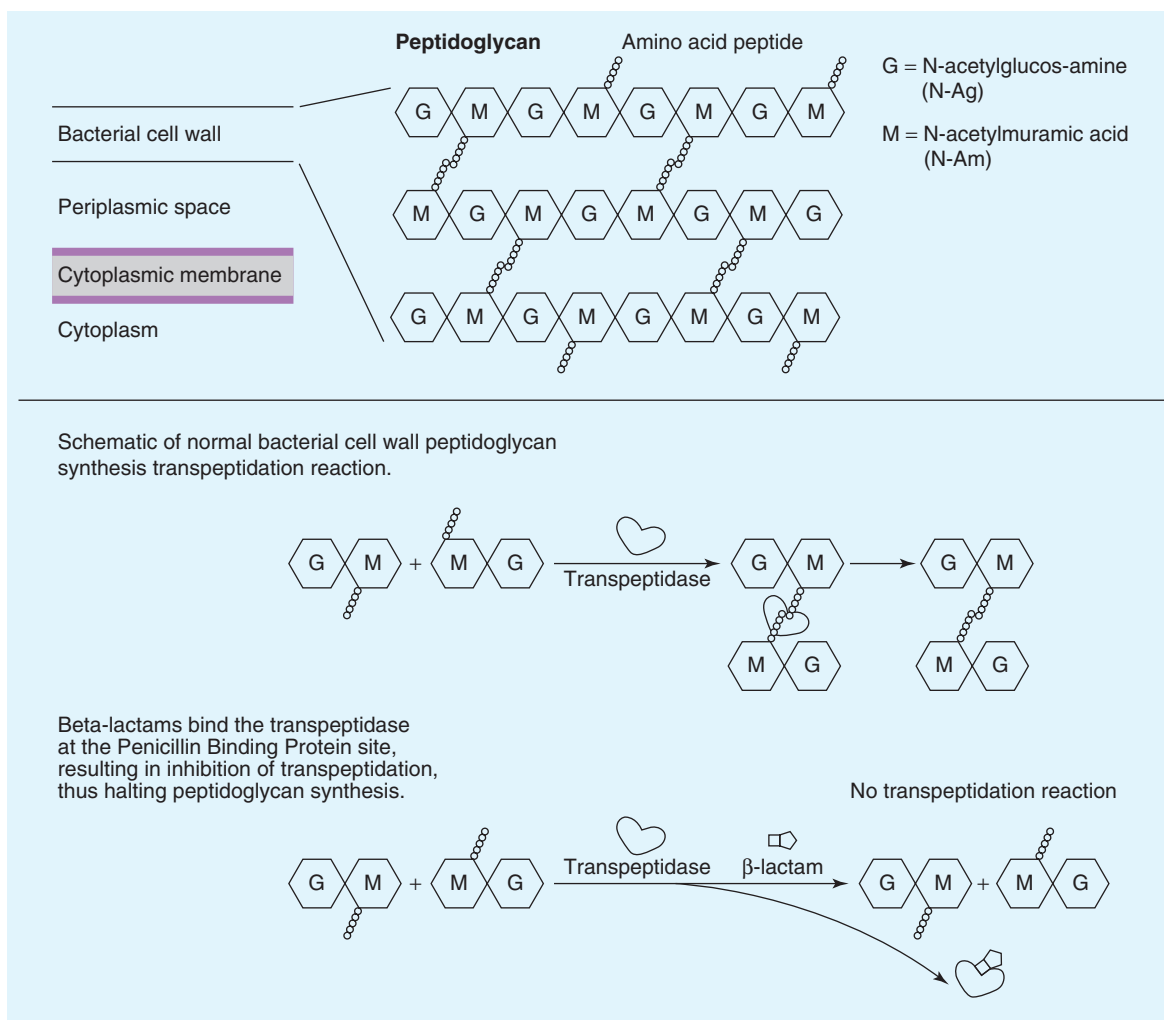 Peptidoglycan
Amino acid peptide
G = N-acetylglucos-amine
(N-Ag)
M = N-acetylmuramic acid
(N-Am)
Bacterial cell wall
Periplasmic space
Cytoplasmic membrane
Cytoplasm
G M G M G M G M
M G M G M G M G
G M G M G M G M
Schematic of normal bacterial cell wall peptidoglycan
synthesis transpeptidation reaction.
G M + M G
Transpeptidase
G M
M G
G M
M G
Beta-lactams bind the transpeptidase
at the Penicillin Binding Protein site,
resulting in inhibition of transpeptidation,
thus halting peptidoglycan synthesis.
No transpeptidation reaction
G M + M G
Transpeptidase
β-lactam
G M + M G